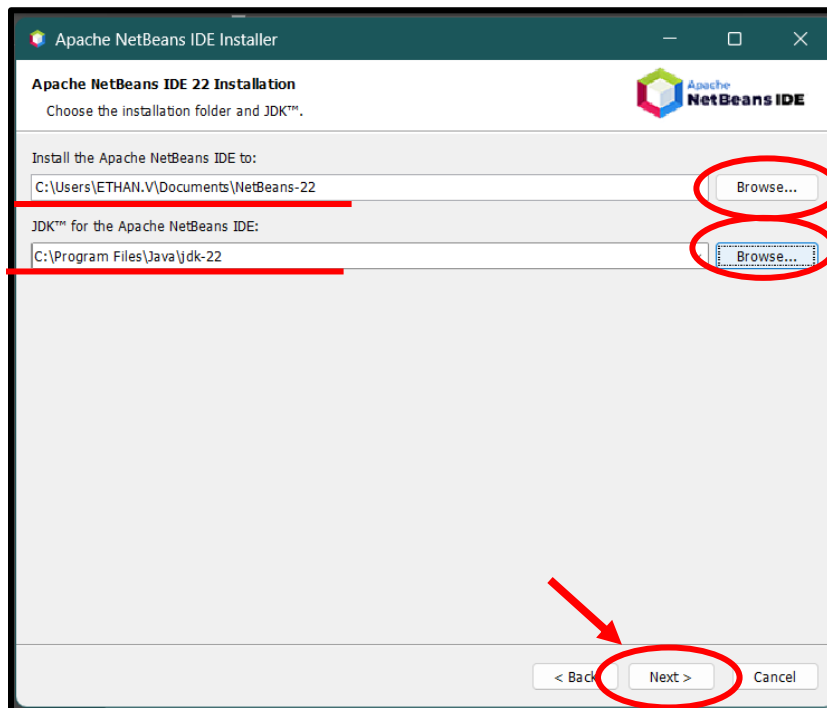 Apache NetBeans IDE Installer
Apache NetBeans IDE 22 Installation
Choose the installation folder and JDK™.
Apache
NetBeans IDE
Install the Apache NetBeans IDE to:
C:\Users\ETHAN.V\Documents\NetBeans-22
Browse...
JDK™ for the Apache NetBeans IDE:
C:\Program Files\Java\jdk-22
Browse...
< Back
Next >
Cancel